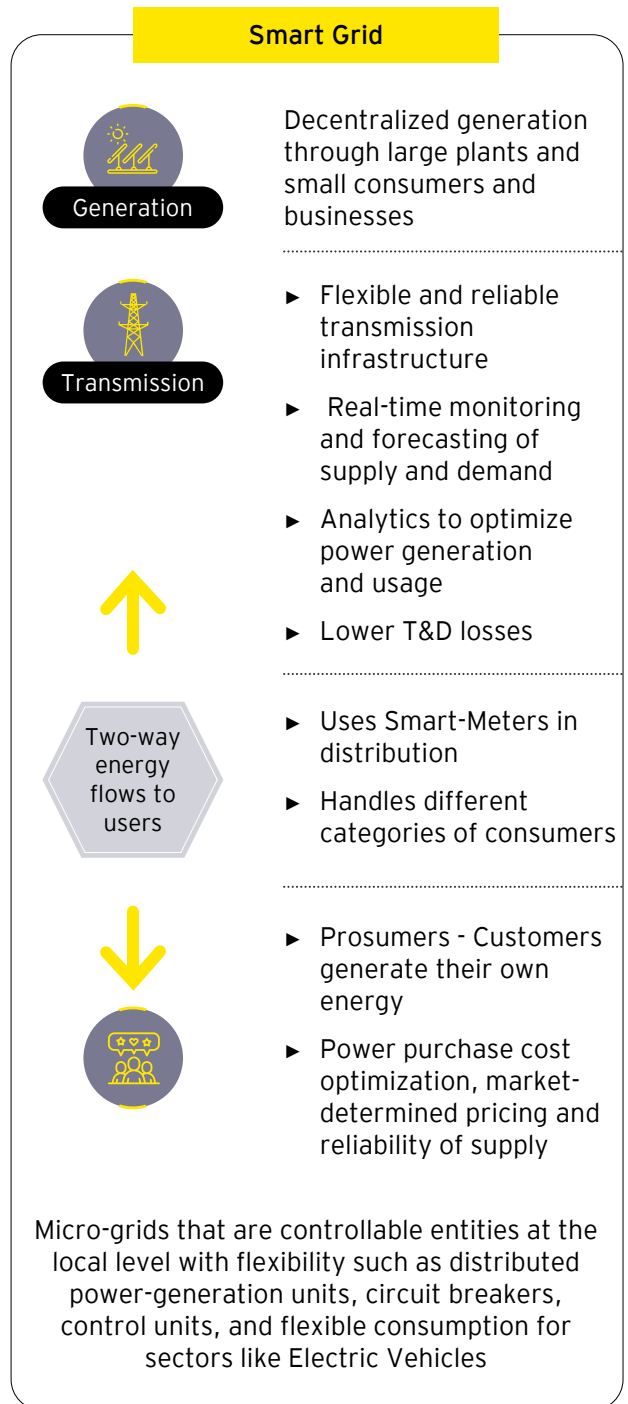 Smart Grid
Generation
Decentralized generation
through large plants and
small consumers and
businesses
Transmission
► Flexible and reliable
transmission
infrastructure
► Real-time monitoring
and forecasting of
supply and demand
► Analytics to optimize
power generation
and usage
► Lower T&D losses
Two-way
energy
flows to
users
► Uses Smart-Meters in
distribution
► Handles different
categories of consumers
► Prosumers - Customers
generate their own
energy
► Power purchase cost
optimization, market-
determined pricing and
reliability of supply
Micro-grids that are controllable entities at the
local level with flexibility such as distributed
power-generation units, circuit breakers,
control units, and flexible consumption for
sectors like Electric Vehicles